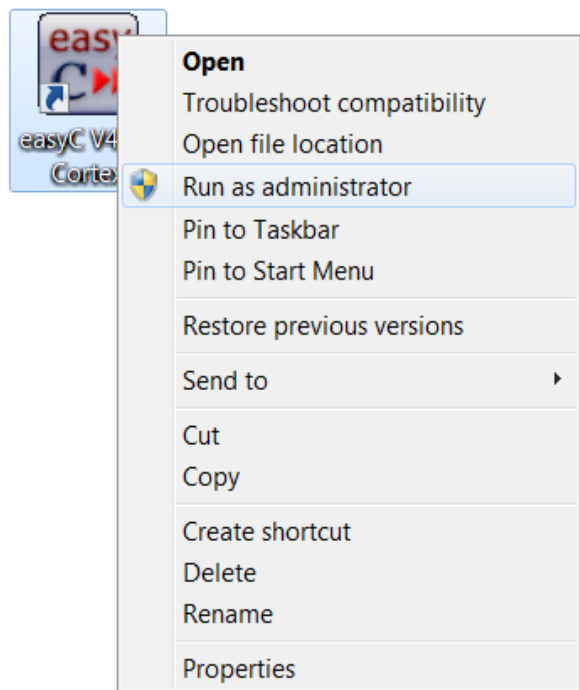 easy
C
easyC V4
Cortex
Open
Troubleshoot compatibility
Open file location
Run as administrator
Pin to Taskbar
Pin to Start Menu
Restore previous versions
Send to
Cut
Copy
Create shortcut
Delete
Rename
Properties